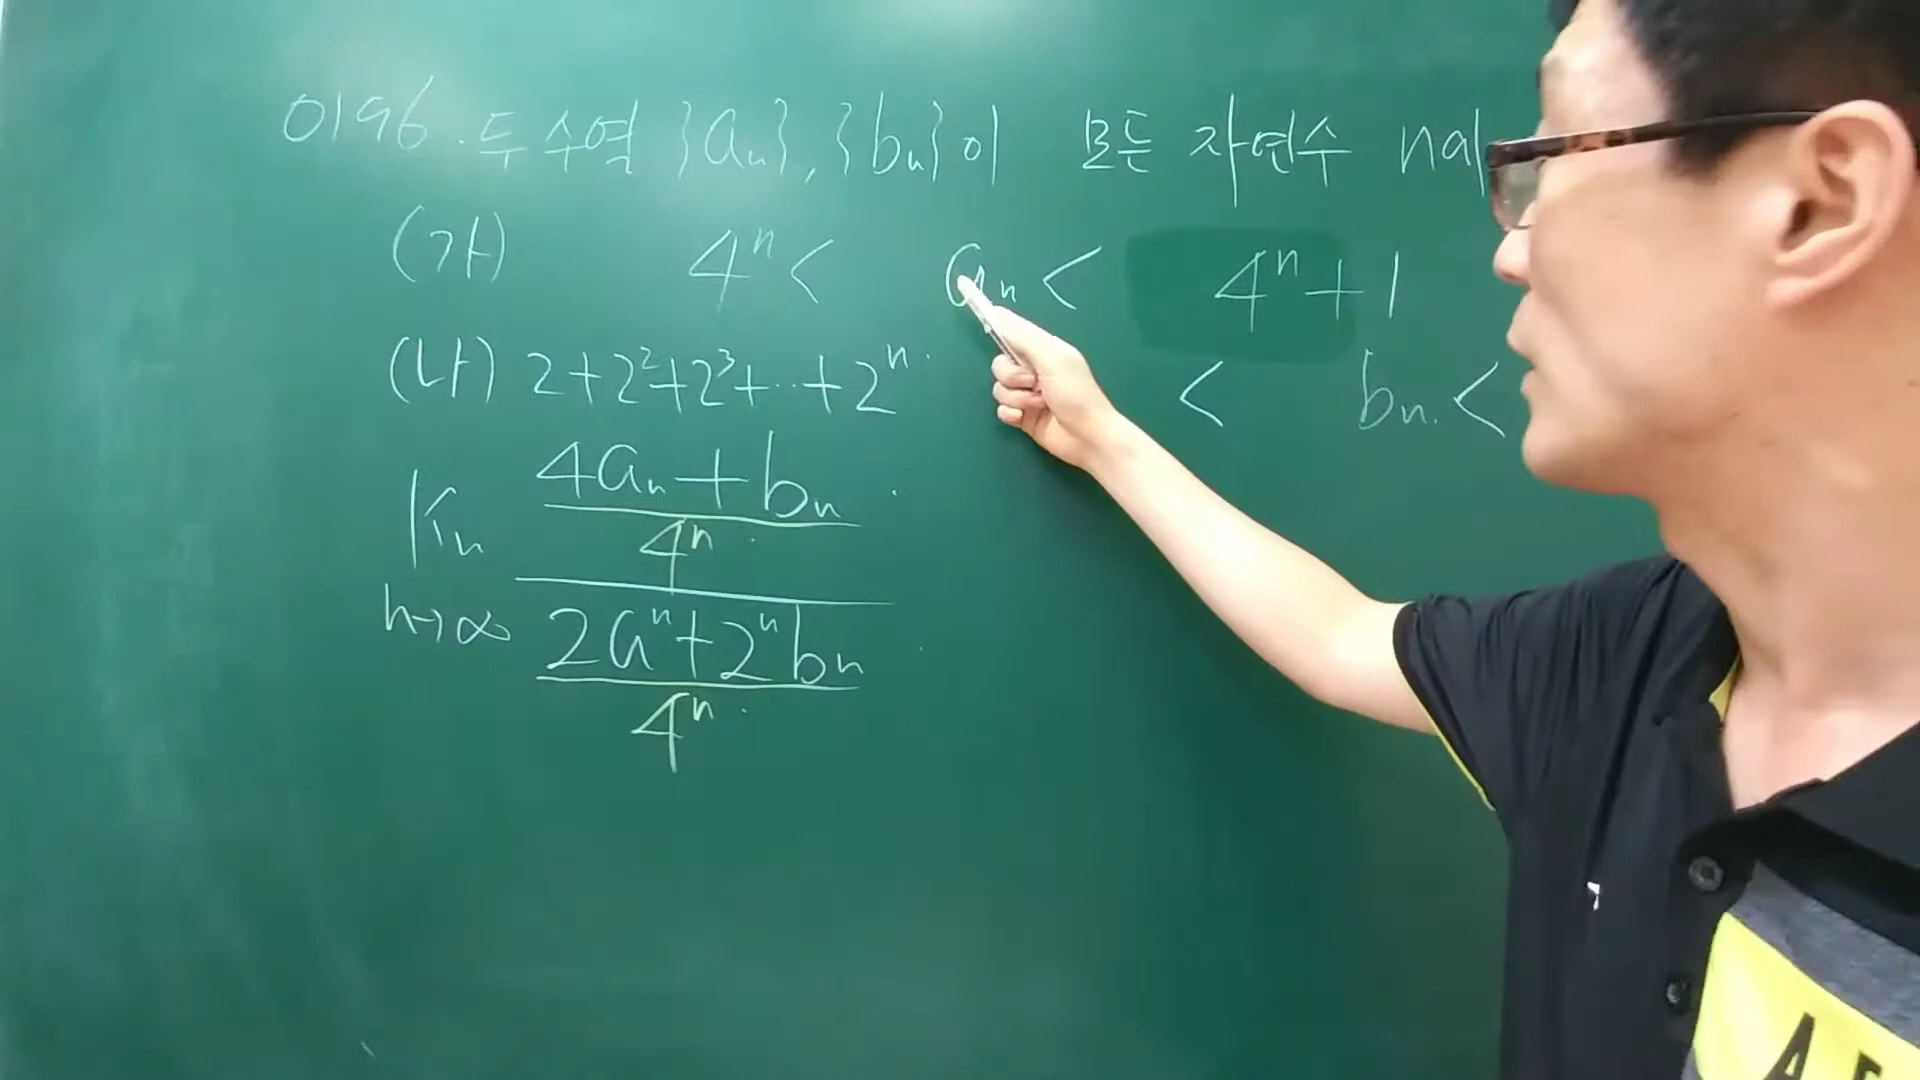 0196. 두 수열 {aₙ}, {bₙ}이 모든 자연수 n에
(가) 4ⁿ < aₙ < 4ⁿ+1
(나) 2+2²+2³+…+2ⁿ < bₙ <
4aₙ+bₙ
4ⁿ
n→∞
2aⁿ+2ⁿbₙ
4ⁿ